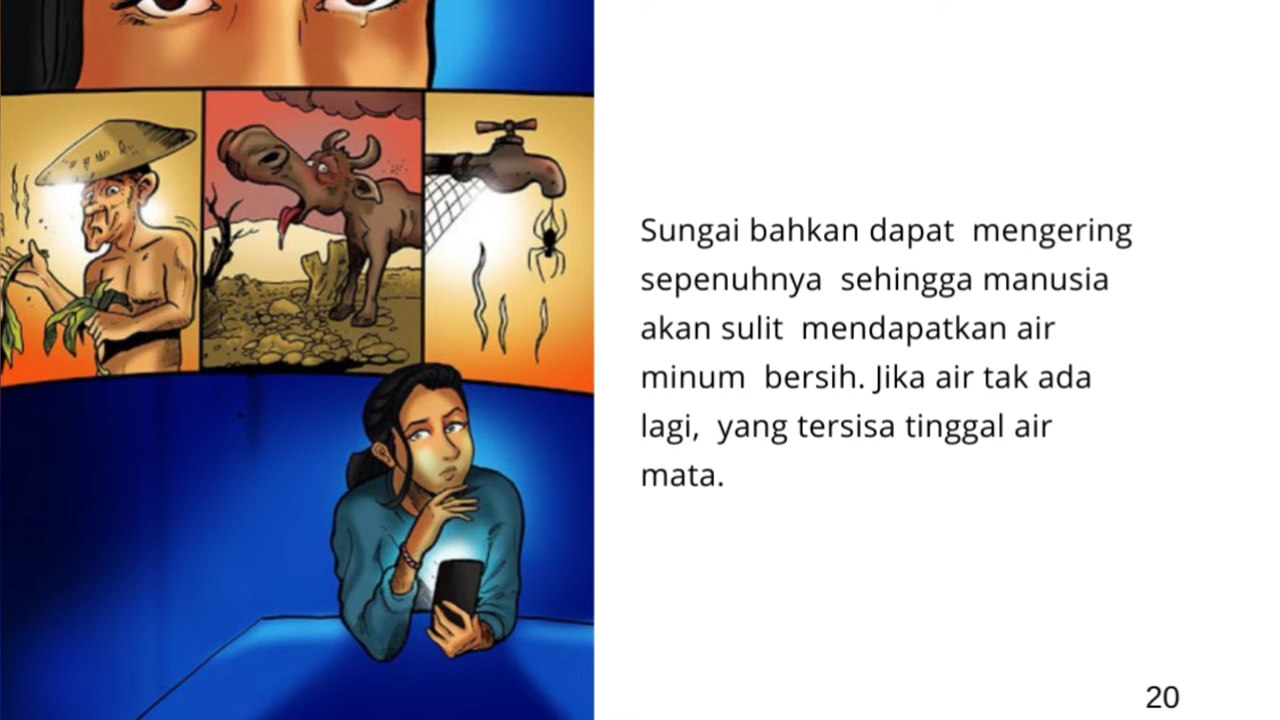 Sungai bahkan dapat  mengering
sepenuhnya  sehingga manusia
akan sulit  mendapatkan air
minum  bersih. Jika air tak ada
lagi,  yang tersisa tinggal air
mata.
20